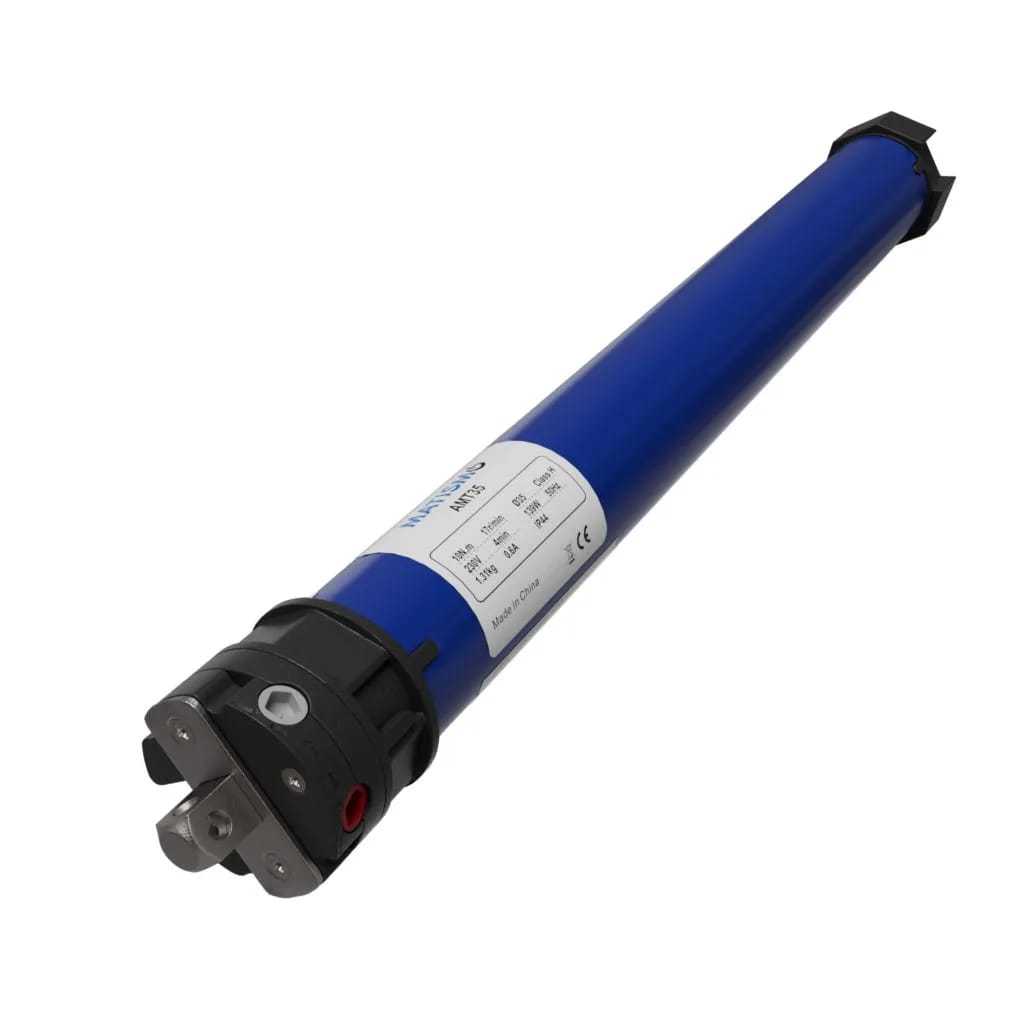 MATISMO
AMT35
10N.m 17r/min Ø35 Class H
230V 4min 139W 50Hz
1.31kg 0.6A IP44
CE
Made in China